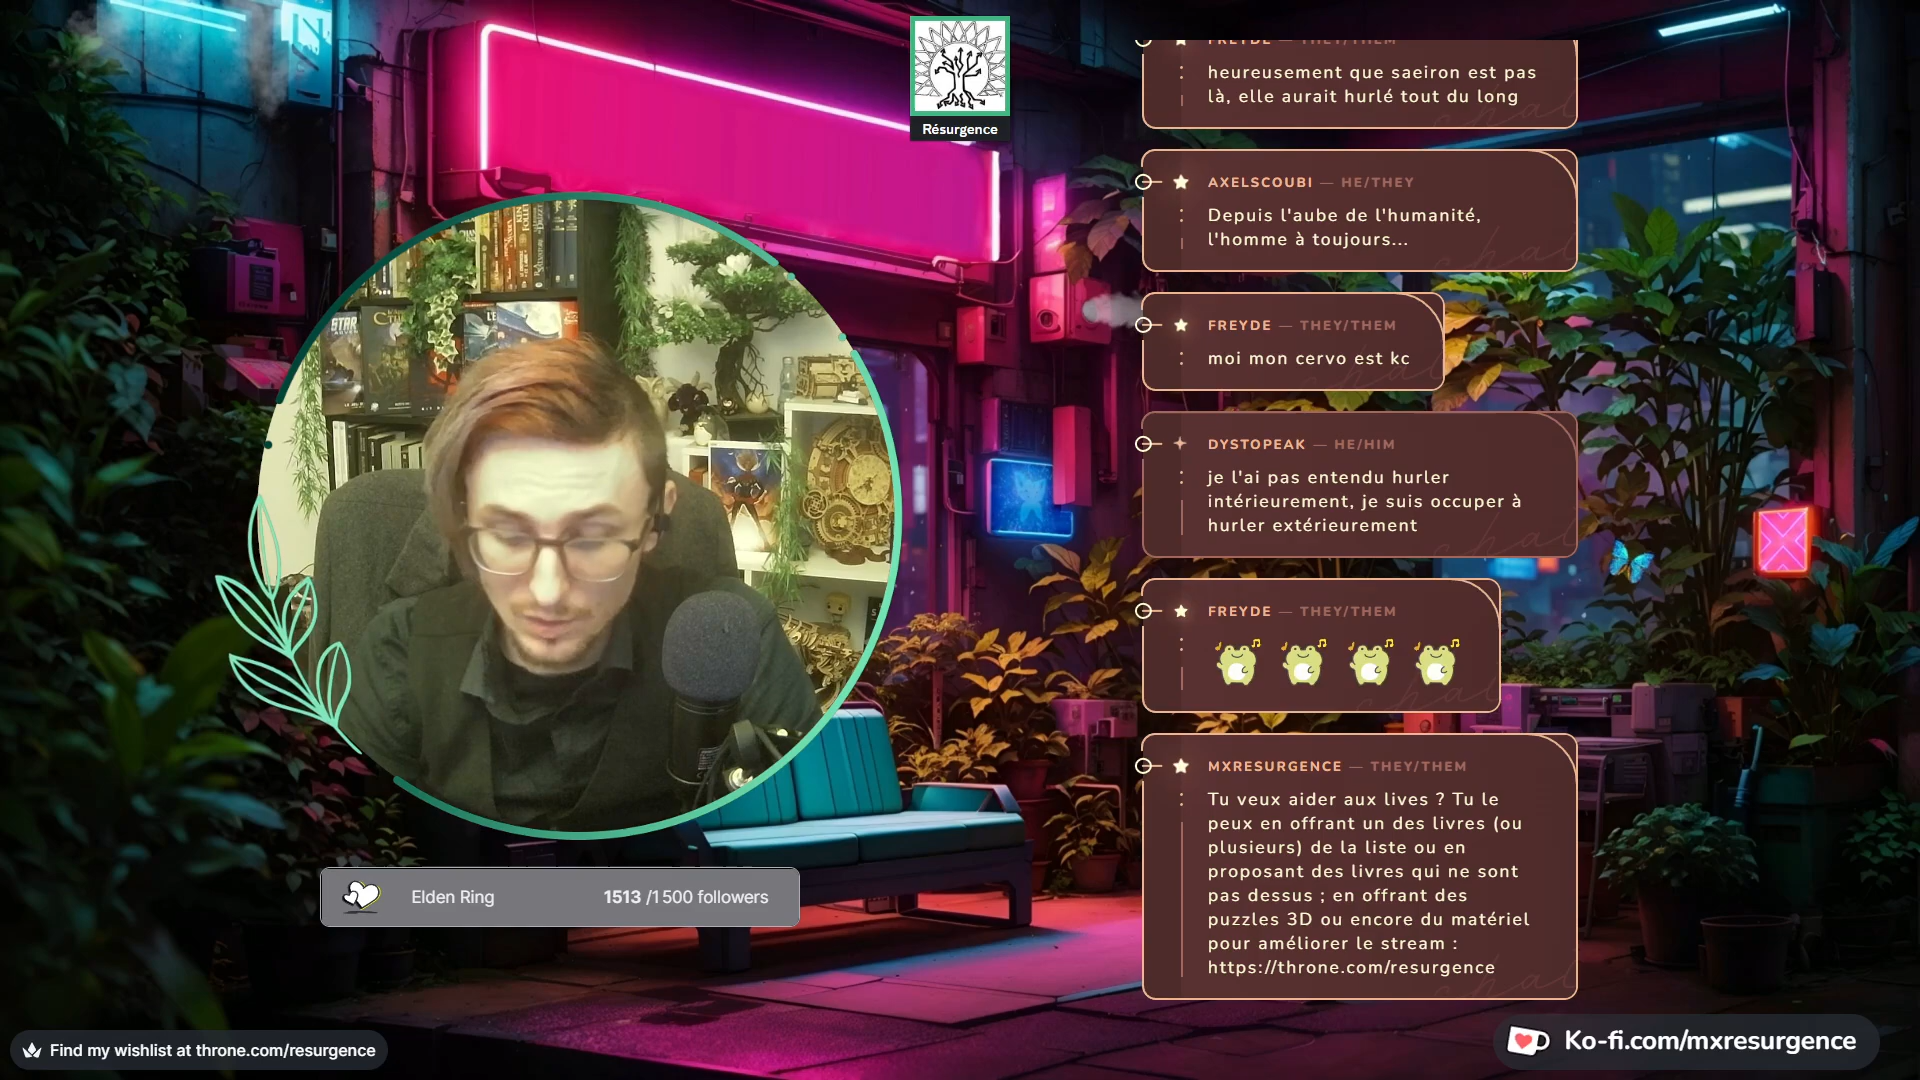 Résurgence
FREYDE — THEY/THEM
heureusement que saeiron est pas
là, elle aurait hurlé tout du long
AXELSCOUBI — HE/THEY
Depuis l'aube de l'humanité,
l'homme à toujours...
FREYDE — THEY/THEM
moi mon cervo est kc
DYSTOPEAK — HE/HIM
je l'ai pas entendu hurler
intérieurement, je suis occuper à
hurler extérieurement
FREYDE — THEY/THEM
MXRESURGENCE — THEY/THEM
Tu veux aider aux lives ? Tu le
peux en offrant un des livres (ou
plusieurs) de la liste ou en
proposant des livres qui ne sont
pas dessus ; en offrant des
puzzles 3D ou encore du matériel
pour améliorer le stream :
https://throne.com/resurgence
Elden Ring 1513 /1 500 followers
Find my wishlist at throne.com/resurgence
Ko-fi.com/mxresurgence